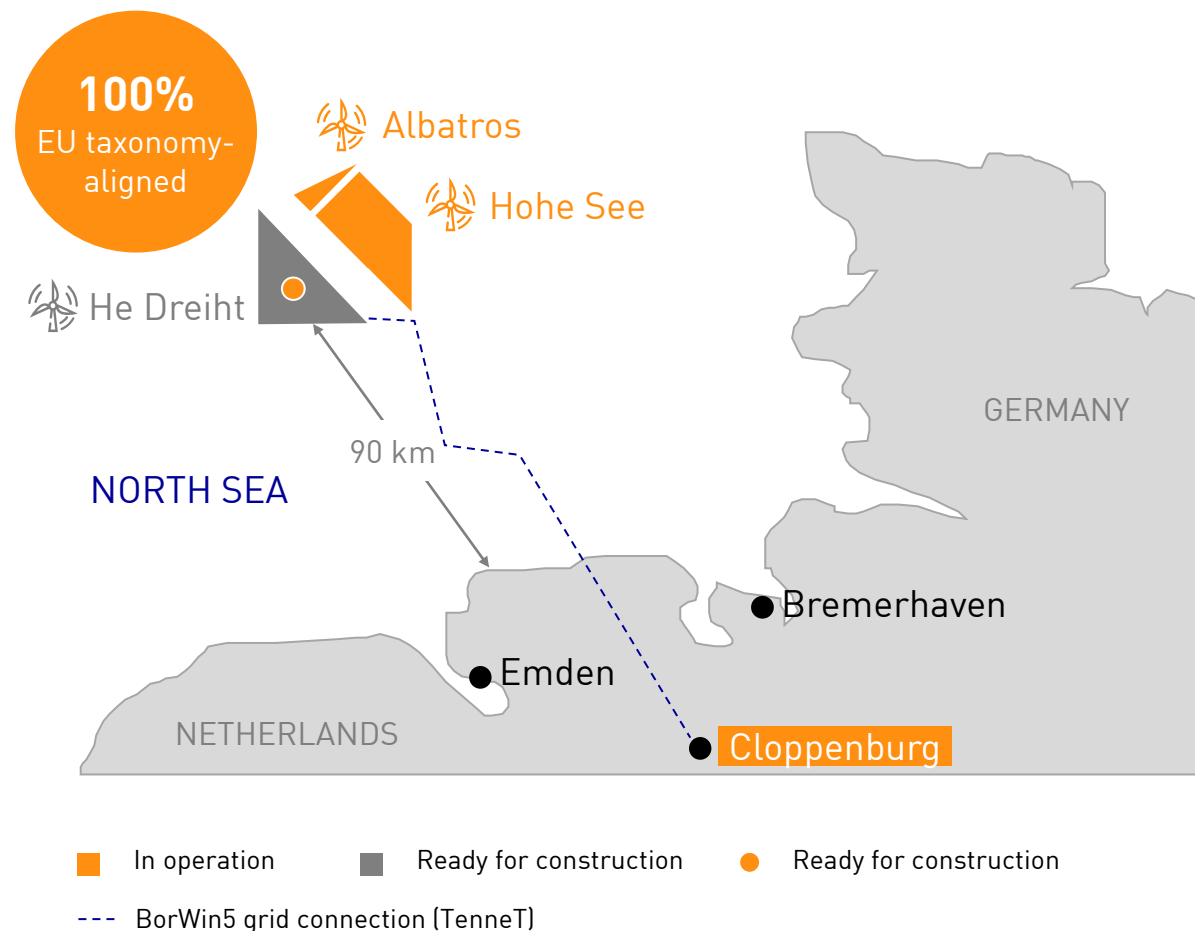 100%
EU taxonomy-
aligned
Albatros
Hohe See
He Dreiht
GERMANY
90 km
NORTH SEA
Bremerhaven
Emden
NETHERLANDS
Cloppenburg
In operation
Ready for construction
Ready for construction
BorWin5 grid connection (TenneT)